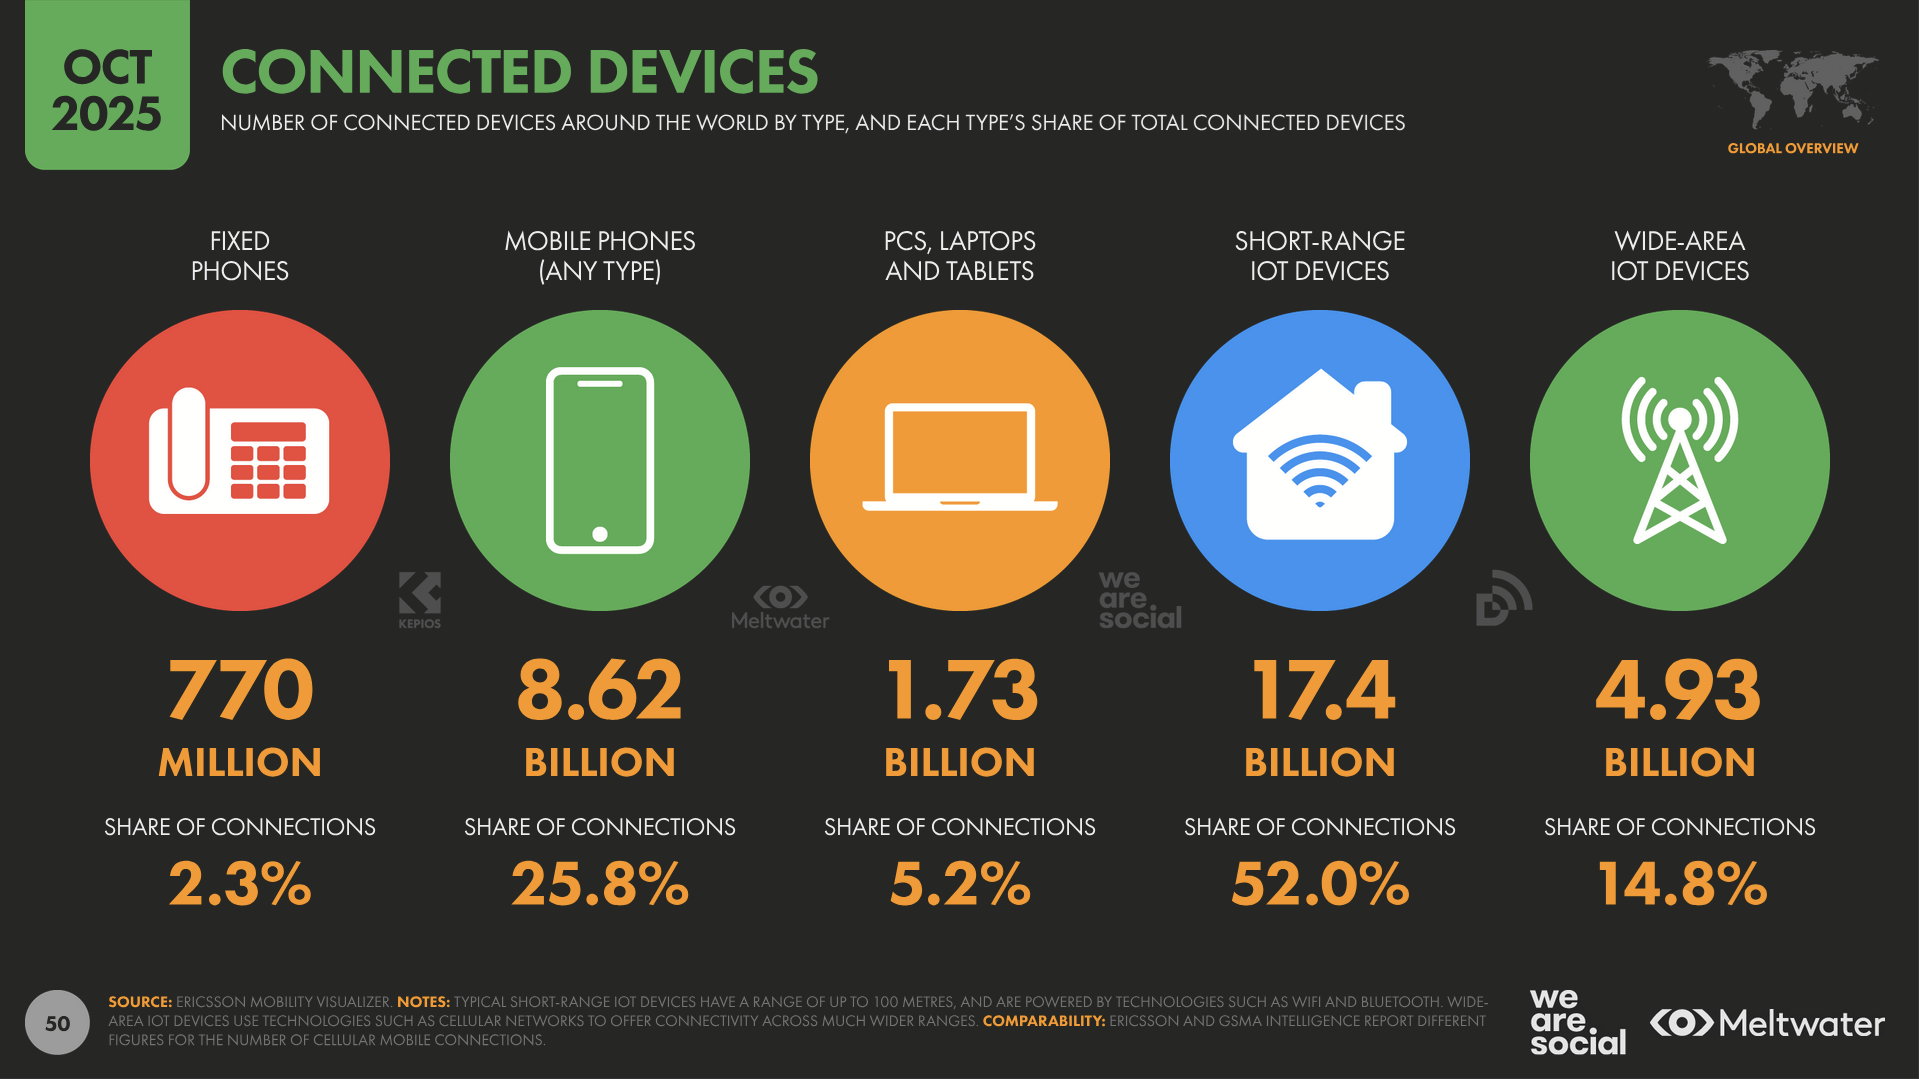 OCT
2025
CONNECTED DEVICES
NUMBER OF CONNECTED DEVICES AROUND THE WORLD BY TYPE, AND EACH TYPE'S SHARE OF TOTAL CONNECTED DEVICES
GLOBAL OVERVIEW
FIXED
PHONES
MOBILE PHONES
(ANY TYPE)
PCS, LAPTOPS
AND TABLETS
SHORT-RANGE
IOT DEVICES
WIDE-AREA
IOT DEVICES
KEPIOS
Meltwater
we
are
social
770
MILLION
8.62
BILLION
1.73
BILLION
17.4
BILLION
4.93
BILLION
SHARE OF CONNECTIONS
2.3%
SHARE OF CONNECTIONS
25.8%
SHARE OF CONNECTIONS
5.2%
SHARE OF CONNECTIONS
52.0%
SHARE OF CONNECTIONS
14.8%
50
SOURCE: ERICSSON MOBILITY VISUALIZER. NOTES: TYPICAL SHORT-RANGE IOT DEVICES HAVE A RANGE OF UP TO 100 METRES, AND ARE POWERED BY TECHNOLOGIES SUCH AS WIFI AND BLUETOOTH. WIDE-
AREA IOT DEVICES USE TECHNOLOGIES SUCH AS CELLULAR NETWORKS TO OFFER CONNECTIVITY ACROSS MUCH WIDER RANGES. COMPARABILITY: ERICSSON AND GSMA INTELLIGENCE REPORT DIFFERENT
FIGURES FOR THE NUMBER OF CELLULAR MOBILE CONNECTIONS.
we
are
social
Meltwater